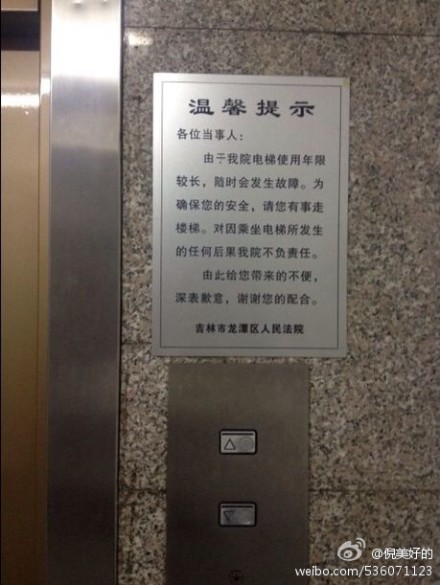 温馨提示
各位当事人：
由于我院电梯使用年限
较长，随时会发生故障。为
确保您的安全，请您有事走
楼梯。对因乘坐电梯所发生
的任何后果我院不负责任。
由此给您带来的不便，
深表歉意，谢谢您的配合。
吉林市龙潭区人民法院
@倪美好的
weibo.com/536071123